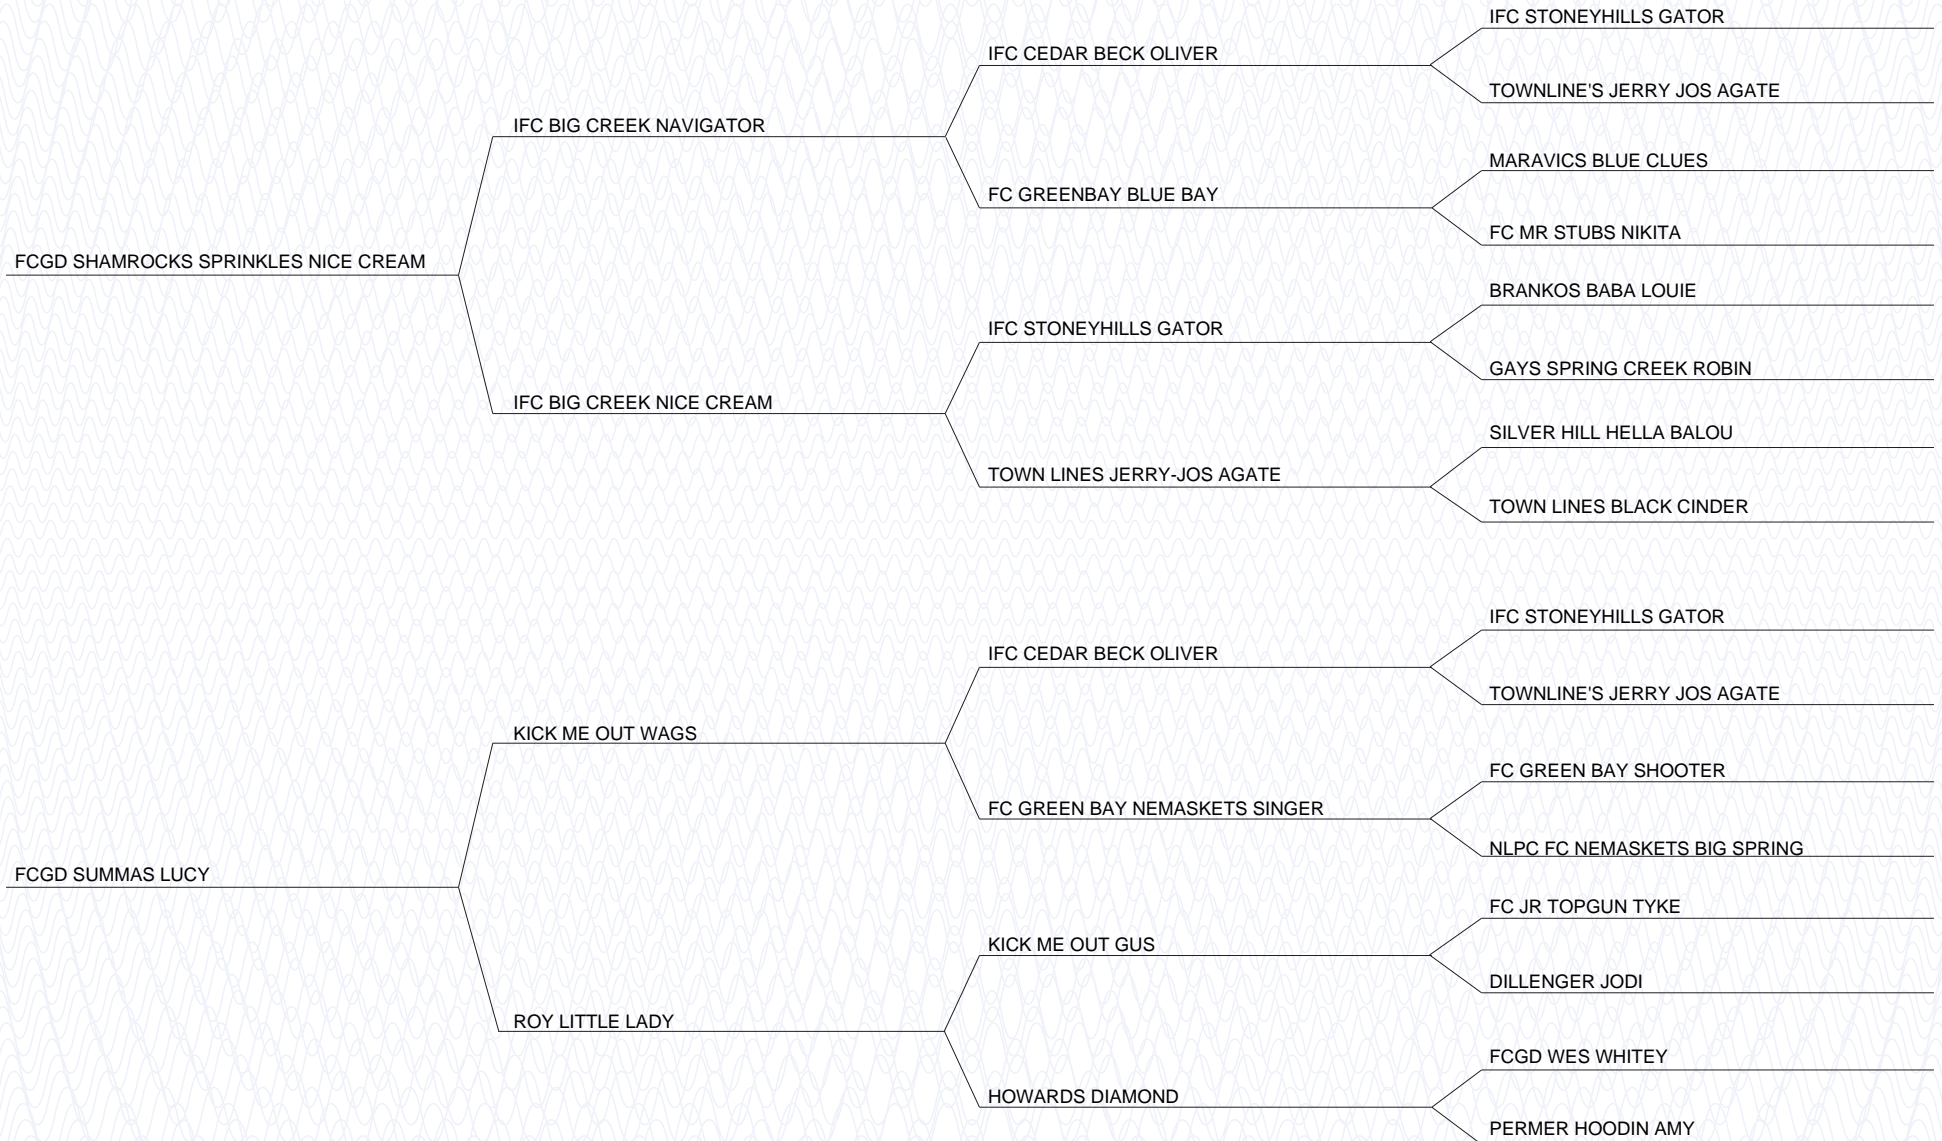 IFC STONEYHILLS GATOR
IFC CEDAR BECK OLIVER
TOWNLINE'S JERRY JOS AGATE
IFC BIG CREEK NAVIGATOR
MARAVICS BLUE CLUES
FC GREENBAY BLUE BAY
FC MR STUBS NIKITA
FCGD SHAMROCKS SPRINKLES NICE CREAM
BRANKOS BABA LOUIE
IFC STONEYHILLS GATOR
GAYS SPRING CREEK ROBIN
IFC BIG CREEK NICE CREAM
SILVER HILL HELLA BALOU
TOWN LINES JERRY-JOS AGATE
TOWN LINES BLACK CINDER
IFC STONEYHILLS GATOR
IFC CEDAR BECK OLIVER
TOWNLINE'S JERRY JOS AGATE
KICK ME OUT WAGS
FC GREEN BAY SHOOTER
FC GREEN BAY NEMASKETS SINGER
NLPC FC NEMASKETS BIG SPRING
FCGD SUMMAS LUCY
FC JR TOPGUN TYKE
KICK ME OUT GUS
DILLENGER JODI
ROY LITTLE LADY
FCGD WES WHITEY
HOWARDS DIAMOND
PERMER HOODIN AMY